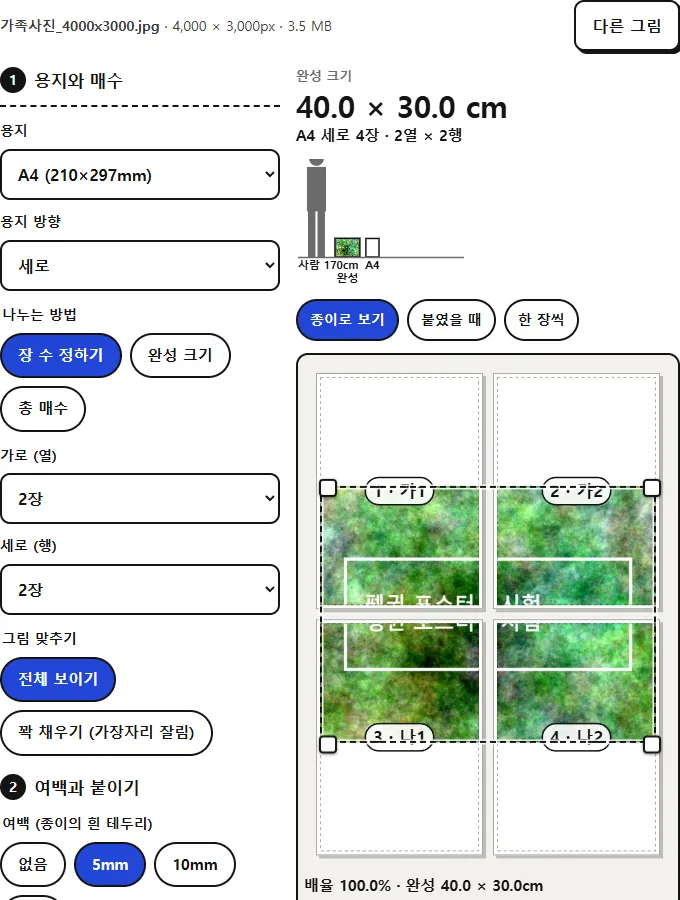 가족사진_4000x3000.jpg · 4,000 × 3,000px · 3.5 MB
다른 그림
1 용지와 매수
용지
A4 (210×297mm)
용지 방향
세로
나누는 방법
장 수 정하기
완성 크기
총 매수
가로 (열)
2장
세로 (행)
2장
그림 맞추기
전체 보이기
꽉 채우기 (가장자리 잘림)
2 여백과 붙이기
여백 (종이의 흰 테두리)
없음
5mm
10mm
완성 크기
40.0 × 30.0 cm
A4 세로 4장 · 2열 × 2행
사람 170cm A4
완성
종이로 보기
붙였을 때
한 장씩
1 · 가1
2 · 가2
펭귄 포스터 시험
3 · 나1
4 · 나2
배율 100.0% · 완성 40.0 × 30.0cm